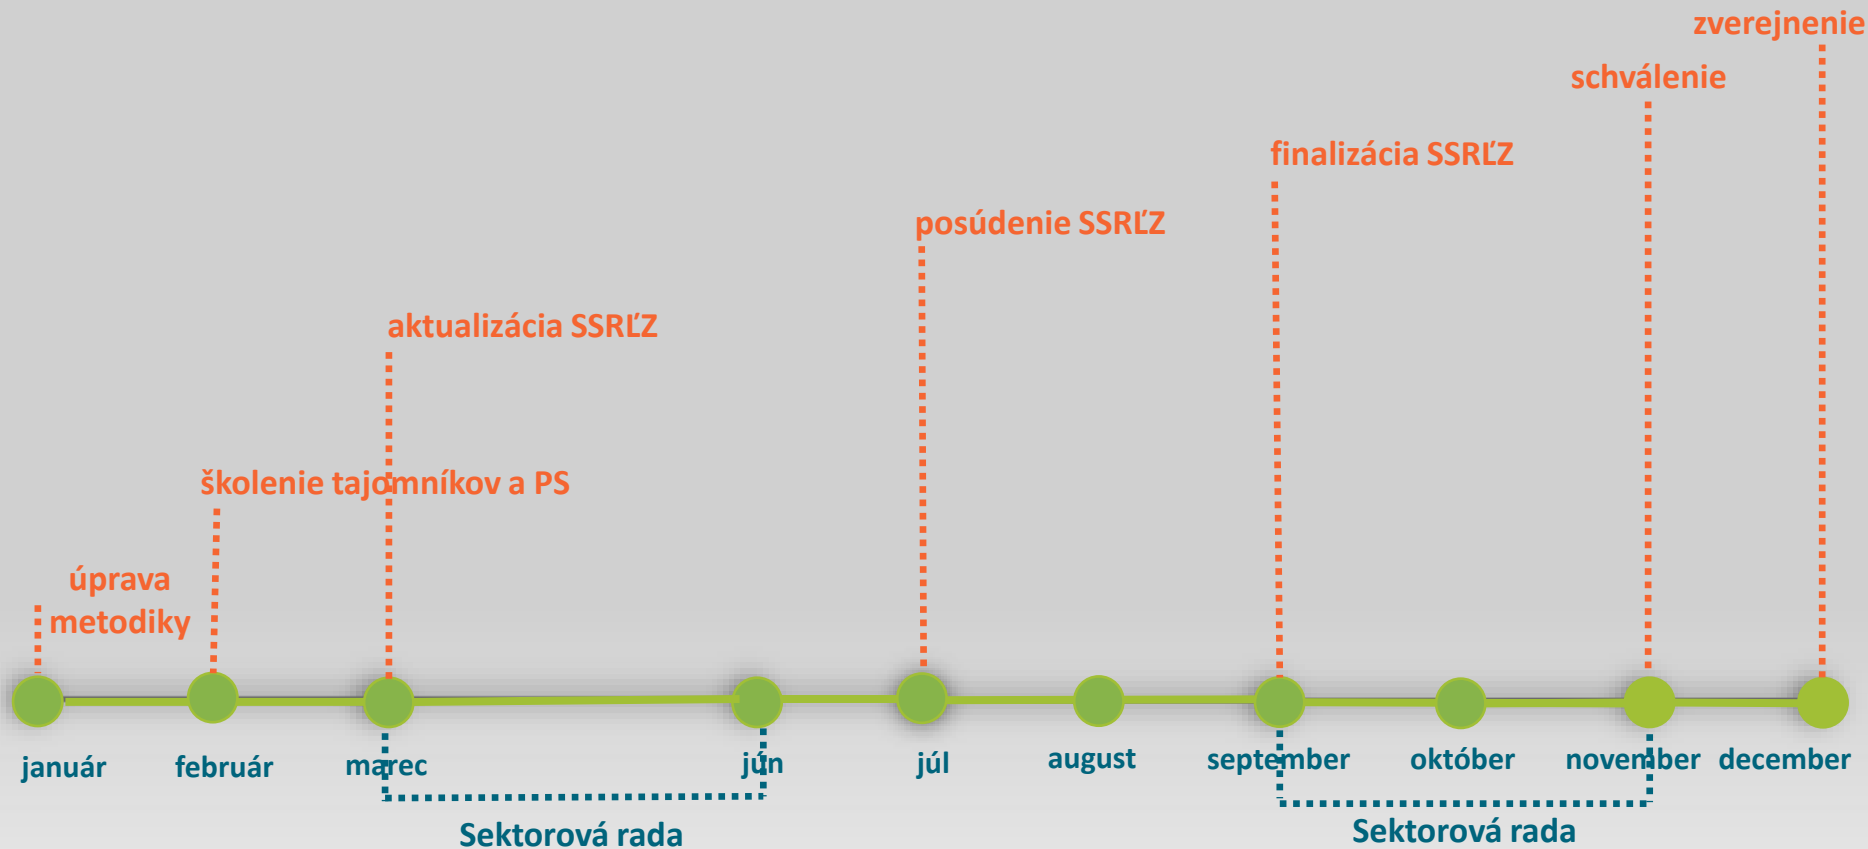 zverejnenie
schválenie
finalizácia SSRĽZ
posúdenie SSRĽZ
aktualizácia SSRĽZ
školenie tajomníkov a PS
úprava
metodiky
január
február
marec
jún
júl
august
september
október
november
december
Sektorová rada
Sektorová rada